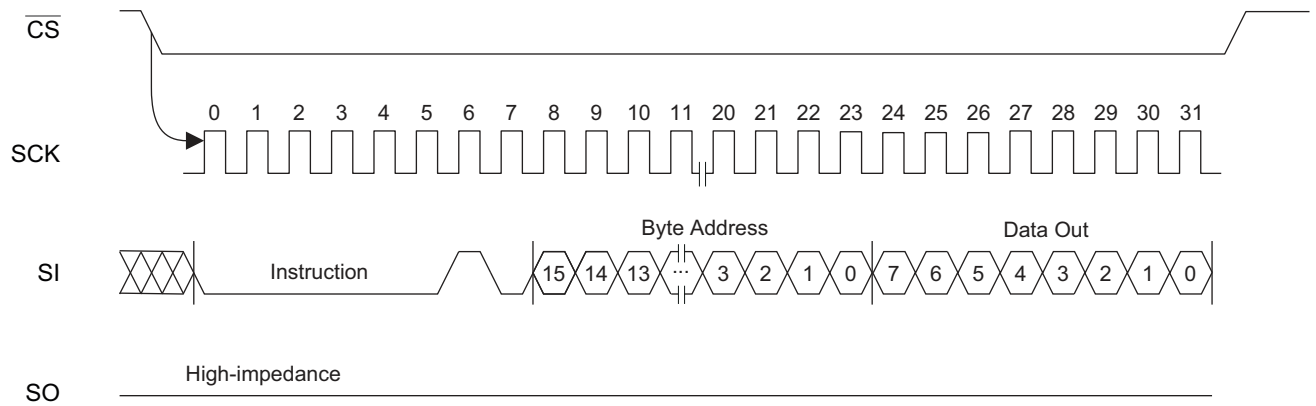 CS
0 1 2 3 4 5 6 7 8 9 10 11 20 21 22 23 24 25 26 27 28 29 30 31
SCK
Byte Address Data Out
SI Instruction 15 14 13 ... 3 2 1 0 7 6 5 4 3 2 1 0
High-impedance
SO